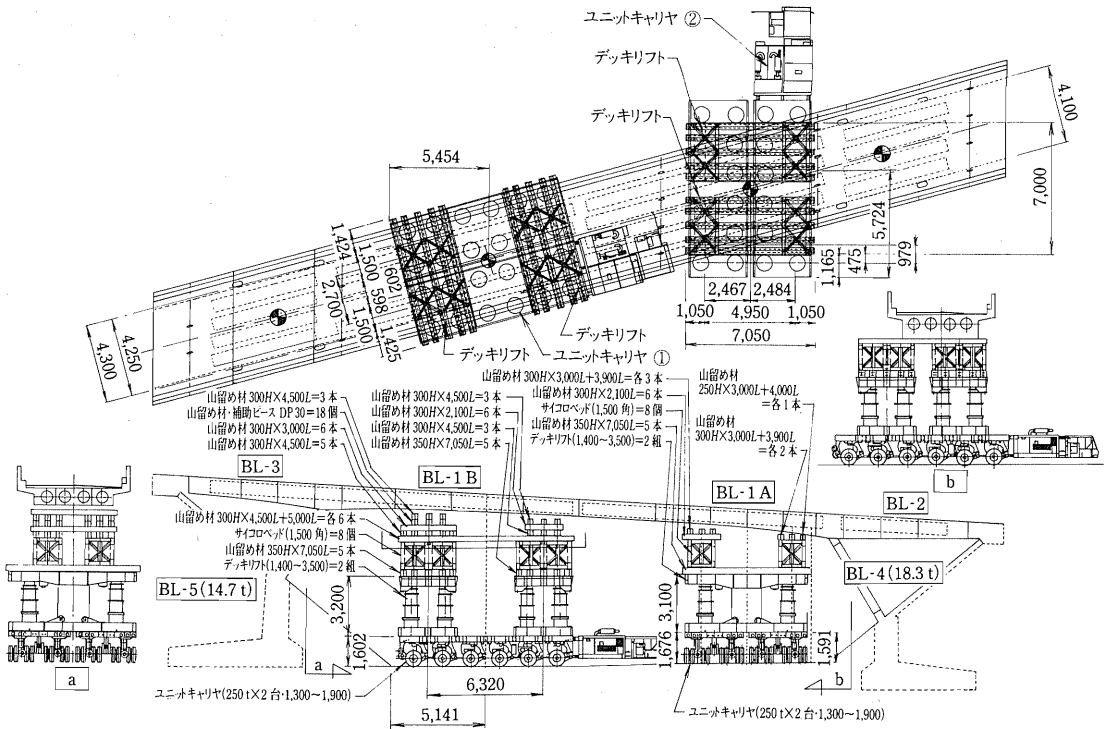 ユニットキャリヤ ②
デッキリフト
デッキリフト
4,100
7,000
5,454
5,724
979
475
1,165
1,424
1,500
602
598
2,700
1,500
1,425
2,467
2,484
1,050
4,950
1,050
7,050
4,250
4,300
デッキリフト
デッキリフト
ユニットキャリヤ ①
山留め材 300H×3,000L+3,900L=各3本
山留め材 300H×2,100L=6本
サイコロベッド(1,500 角)=8個
山留め材 350H×7,050L=5本
デッキリフト(1,400~3,500)=2組
山留め材
250H×3,000L+4,000L
=各1本
山留め材
300H×3,000L+3,900L
=各2本
山留め材 300H×4,500L=3本
山留め材・補助ピース DP30=18個
山留め材 300H×3,000L=6本
山留め材 300H×4,500L=5本
山留め材 300H×4,500L=3本
山留め材 300H×2,100L=6本
山留め材 300H×4,500L=3本
山留め材 350H×7,050L=5本
b
BL-3
BL-1B
BL-1A
BL-2
山留め材 300H×4,500L+5,000L=各6本
サイコロベッド(1,500 角)=8個
山留め材 350H×7,050L=5本
デッキリフト(1,400~3,500)=2組
BL-5(14.7 t)
BL-4(18.3 t)
3,200
1,602
3,100
1,676
1,591
a
a
b
ユニットキャリヤ(250 t×2 台・1,300~1,900)
6,320
5,141
ユニットキャリヤ(250 t×2 台・1,300~1,900)